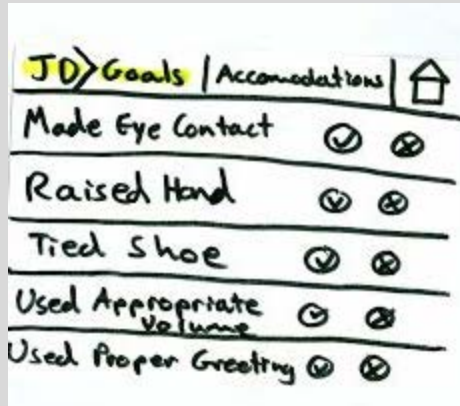 JD>Goals | Accomodations |
Made Eye Contact
Raised Hand
Tied Shoe
Used Appropriate
Volume
Used Proper Greeting